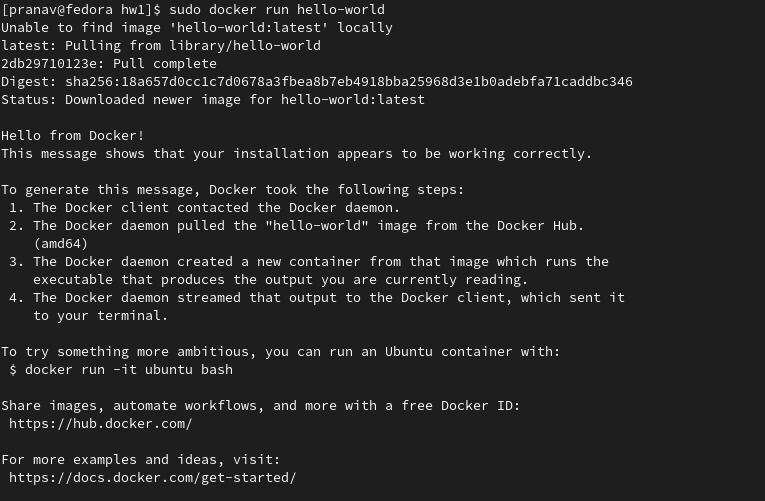 [pranav@fedora hw1]$ sudo docker run hello-world
Unable to find image 'hello-world:latest' locally
latest: Pulling from library/hello-world
2db29710123e: Pull complete
Digest: sha256:18a657d0cc1c7d0678a3fbea8b7eb4918bba25968d3e1b0adebfa71caddbc346
Status: Downloaded newer image for hello-world:latest

Hello from Docker!
This message shows that your installation appears to be working correctly.

To generate this message, Docker took the following steps:
 1. The Docker client contacted the Docker daemon.
 2. The Docker daemon pulled the "hello-world" image from the Docker Hub.
    (amd64)
 3. The Docker daemon created a new container from that image which runs the
    executable that produces the output you are currently reading.
 4. The Docker daemon streamed that output to the Docker client, which sent it
    to your terminal.

To try something more ambitious, you can run an Ubuntu container with:
 $ docker run -it ubuntu bash

Share images, automate workflows, and more with a free Docker ID:
 https://hub.docker.com/

For more examples and ideas, visit:
 https://docs.docker.com/get-started/